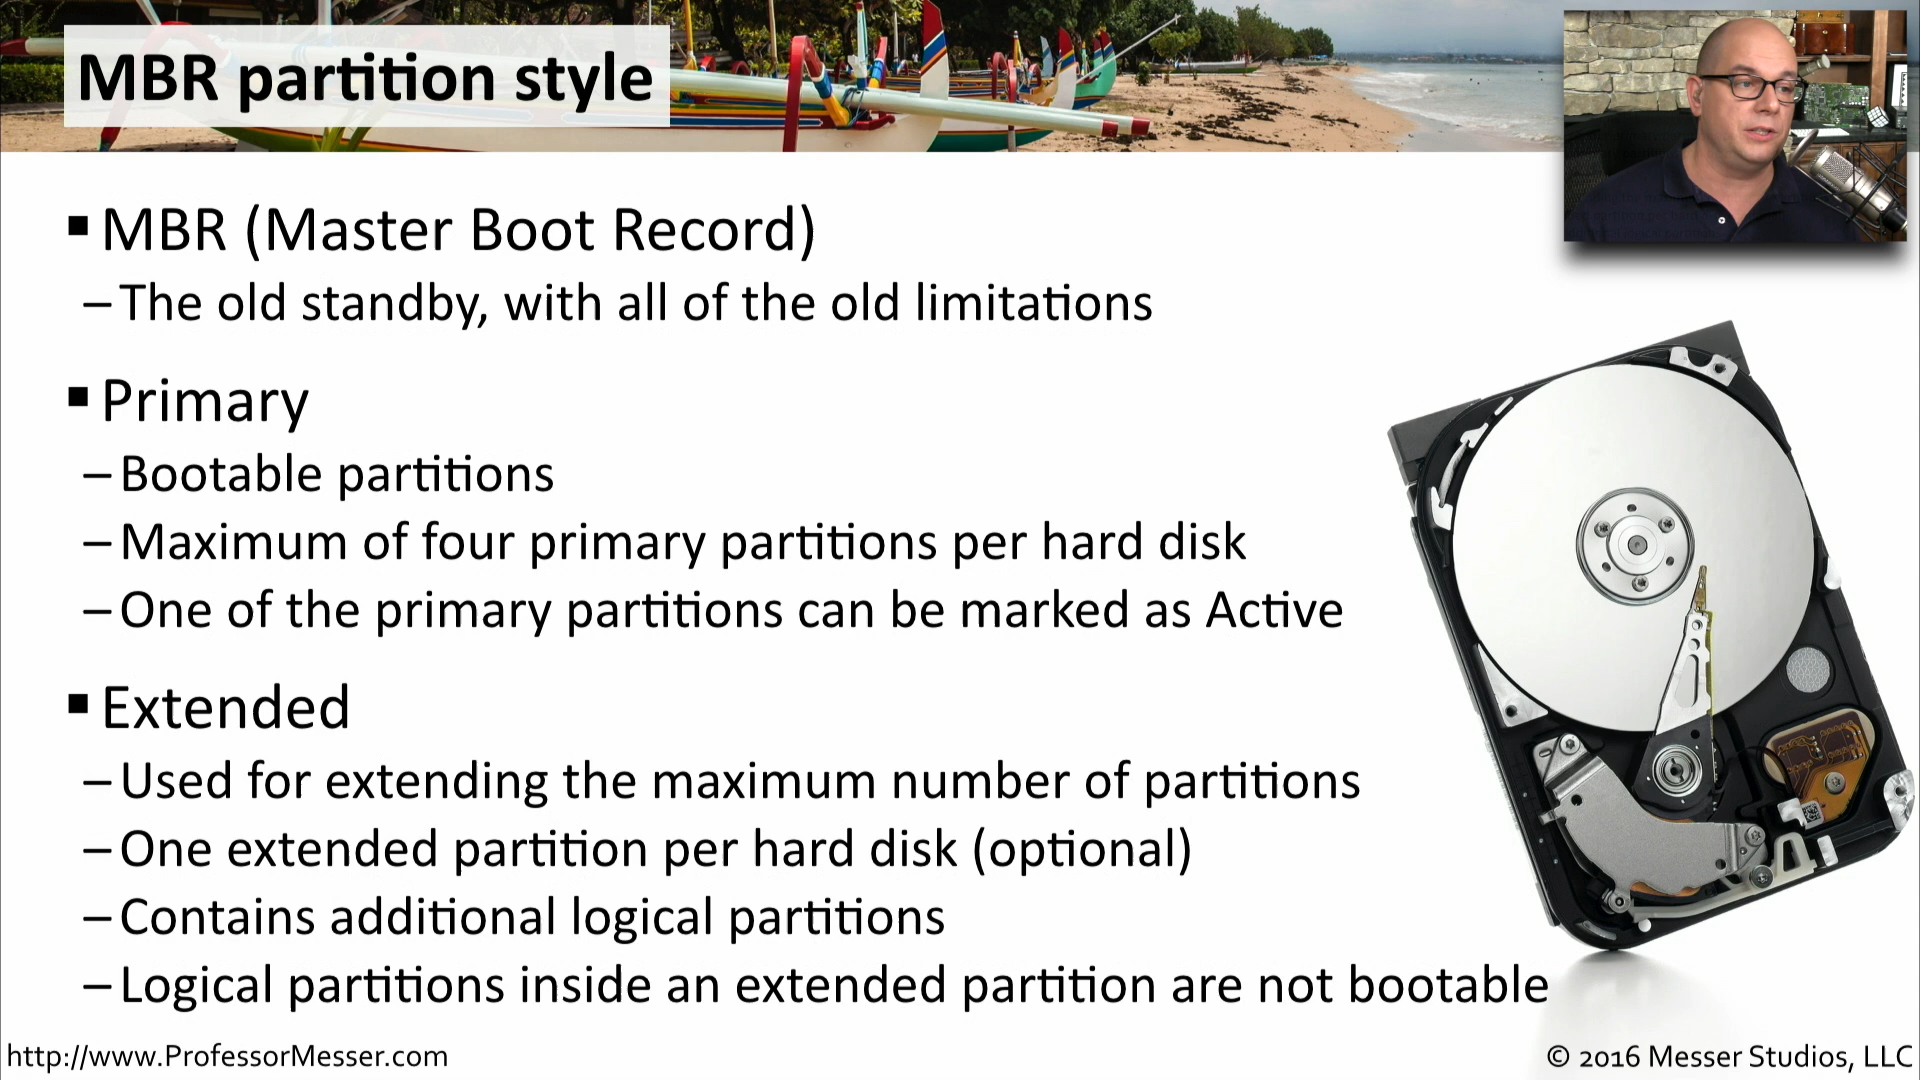 MBR partition style
▪ MBR (Master Boot Record)
– The old standby, with all of the old limitations
▪ Primary
– Bootable partitions
– Maximum of four primary partitions per hard disk
– One of the primary partitions can be marked as Active
▪ Extended
– Used for extending the maximum number of partitions
– One extended partition per hard disk (optional)
– Contains additional logical partitions
– Logical partitions inside an extended partition are not bootable
http://www.ProfessorMesser.com
© 2016 Messer Studios, LLC